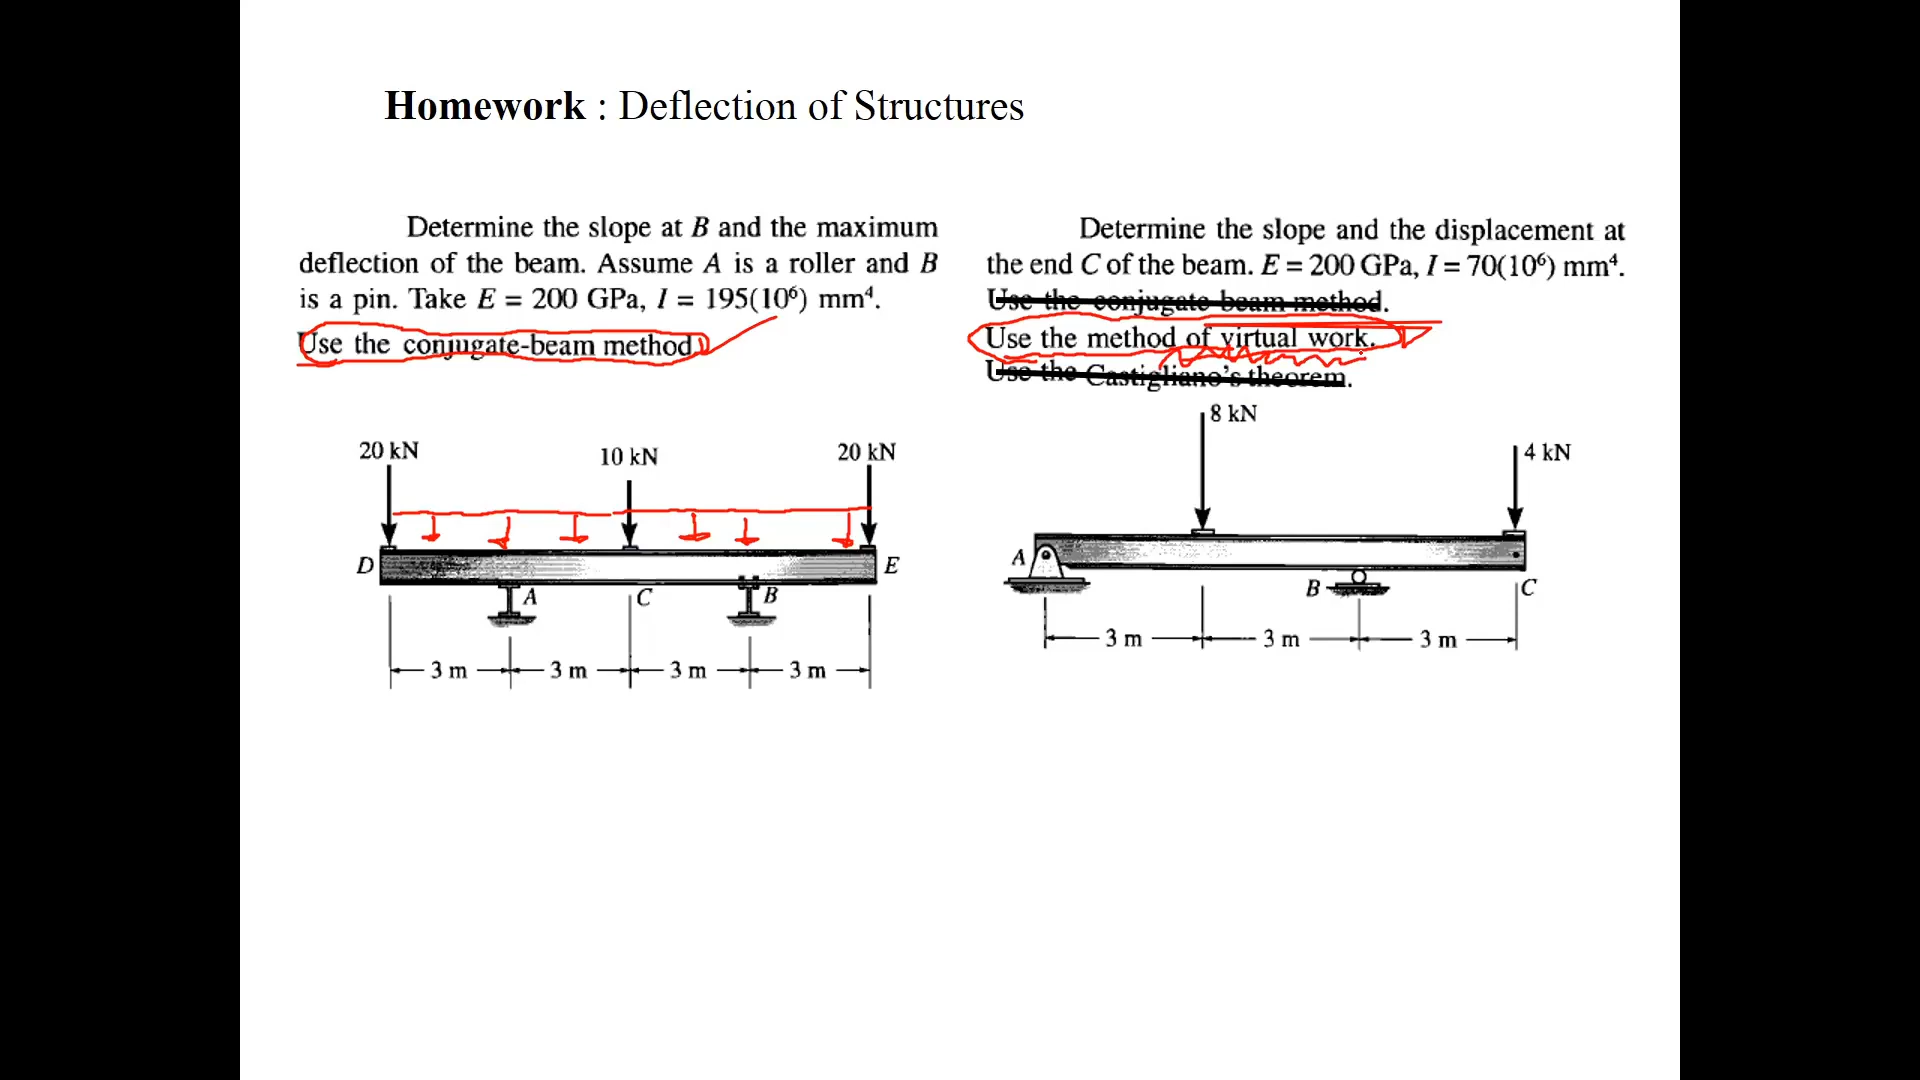 Homework : Deflection of Structures
Determine the slope at B and the maximum
deflection of the beam. Assume A is a roller and B
is a pin. Take E = 200 GPa, I = 195(10⁶) mm⁴.
Use the conjugate-beam method.
20 kN
10 kN
20 kN
D
E
A
C
B
3 m
3 m
3 m
3 m
Determine the slope and the displacement at
the end C of the beam. E = 200 GPa, I = 70(10⁶) mm⁴.
Use the conjugate-beam method.
Use the method of virtual work.
Use the Castigliano's theorem.
8 kN
4 kN
A
B
C
3 m
3 m
3 m